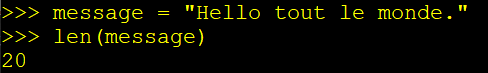 >>> message = "Hello tout le monde."
>>> len(message)
20